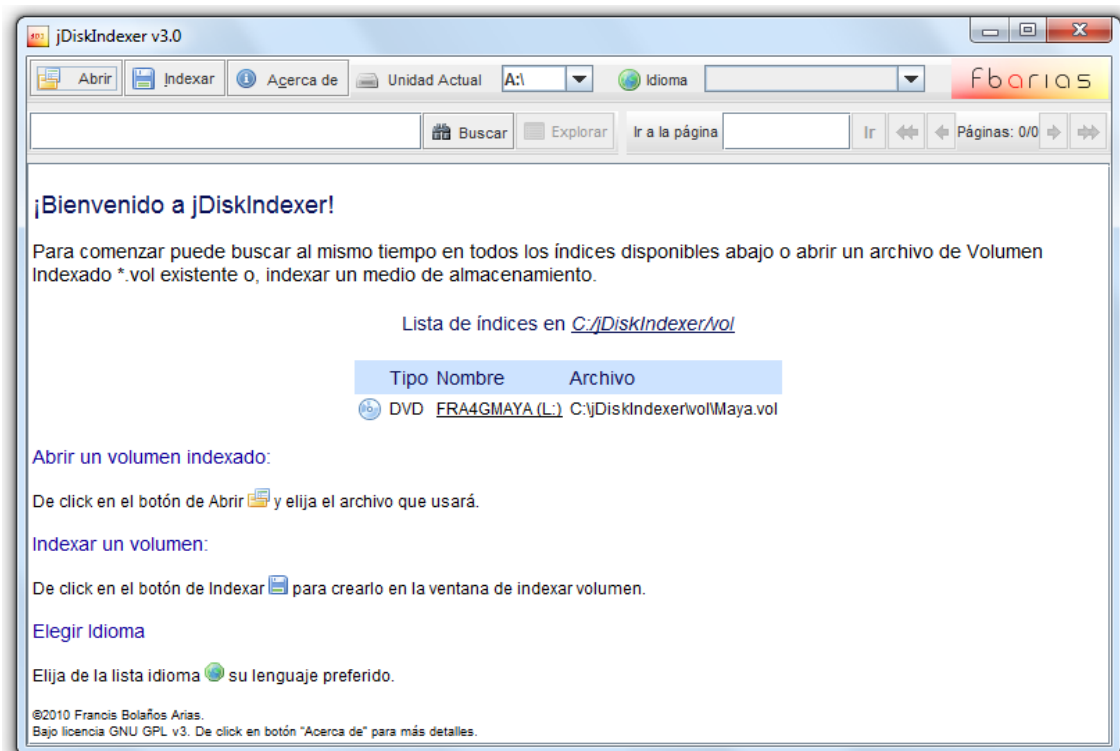 jDiskIndexer v3.0
Abrir Indexar Acerca de Unidad Actual A:\ Idioma fbarias
Buscar Explorar Ir a la página Ir Páginas: 0/0
¡Bienvenido a jDiskIndexer!
Para comenzar puede buscar al mismo tiempo en todos los índices disponibles abajo o abrir un archivo de Volumen
Indexado *.vol existente o, indexar un medio de almacenamiento.
Lista de índices en C:/jDiskIndexer/vol
Tipo Nombre Archivo
DVD FRA4GMAYA (L:) C:\jDiskIndexer\vol\Maya.vol
Abrir un volumen indexado:
De click en el botón de Abrir y elija el archivo que usará.
Indexar un volumen:
De click en el botón de Indexar para crearlo en la ventana de indexar volumen.
Elegir Idioma
Elija de la lista idioma su lenguaje preferido.
©2010 Francis Bolaños Arias.
Bajo licencia GNU GPL v3. De click en botón "Acerca de" para más detalles.